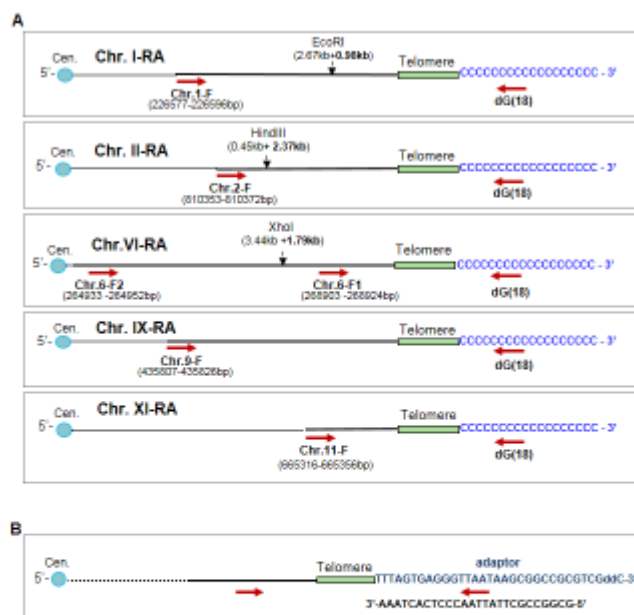 A
EcoRI
Cen. Chr. I-RA (2.67kb+0.98kb) Telomere
5'- CCCCCCCCCCCCCCCCCC - 3'
Chr.1-F dG(18)
(226577-226596bp)
HindIII
Cen. Chr. II-RA (0.45kb+ 2.37kb) Telomere
5'- CCCCCCCCCCCCCCCCCC - 3'
Chr.2-F dG(18)
(810353-810372bp)
XhoI
Cen. Chr.VI-RA (3.44kb +1.79kb) Telomere
5'- CCCCCCCCCCCCCCCCCC - 3'
Chr.6-F2 Chr.6-F1 dG(18)
(264933 -264952bp) (268903 -268924bp)
Cen. Chr. IX-RA Telomere
5'- CCCCCCCCCCCCCCCCCC - 3'
Chr.9-F dG(18)
(435807-435826bp)
Cen. Chr. XI-RA Telomere
5'- CCCCCCCCCCCCCCCCCC - 3'
Chr.11-F dG(18)
(665316-665356bp)
B
Cen. Telomere adaptor
5'- TTTAGTGAGGGTTAATAAGCGGCCGCGTCGddC-3'
3'-AAATCACTCCCAATTATTCGCCGGCG-5'